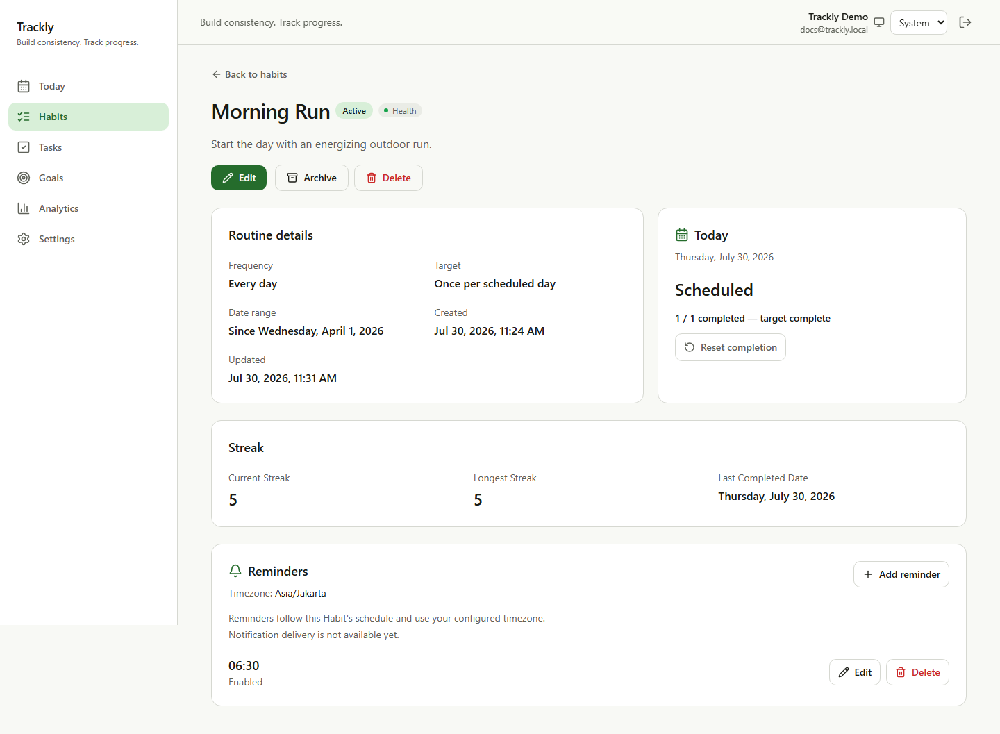 Trackly
Build consistency. Track progress.
Today
Habits
Tasks
Goals
Analytics
Settings
Build consistency. Track progress.
Trackly Demo
docs@trackly.local
System
Back to habits
Morning Run
Active
Health
Start the day with an energizing outdoor run.
Edit
Archive
Delete
Routine details
Frequency
Every day
Target
Once per scheduled day
Date range
Since Wednesday, April 1, 2026
Created
Jul 30, 2026, 11:24 AM
Updated
Jul 30, 2026, 11:31 AM
Today
Thursday, July 30, 2026
Scheduled
1 / 1 completed — target complete
Reset completion
Streak
Current Streak
5
Longest Streak
5
Last Completed Date
Thursday, July 30, 2026
Reminders
Add reminder
Timezone: Asia/Jakarta
Reminders follow this Habit's schedule and use your configured timezone.
Notification delivery is not available yet.
06:30
Enabled
Edit
Delete